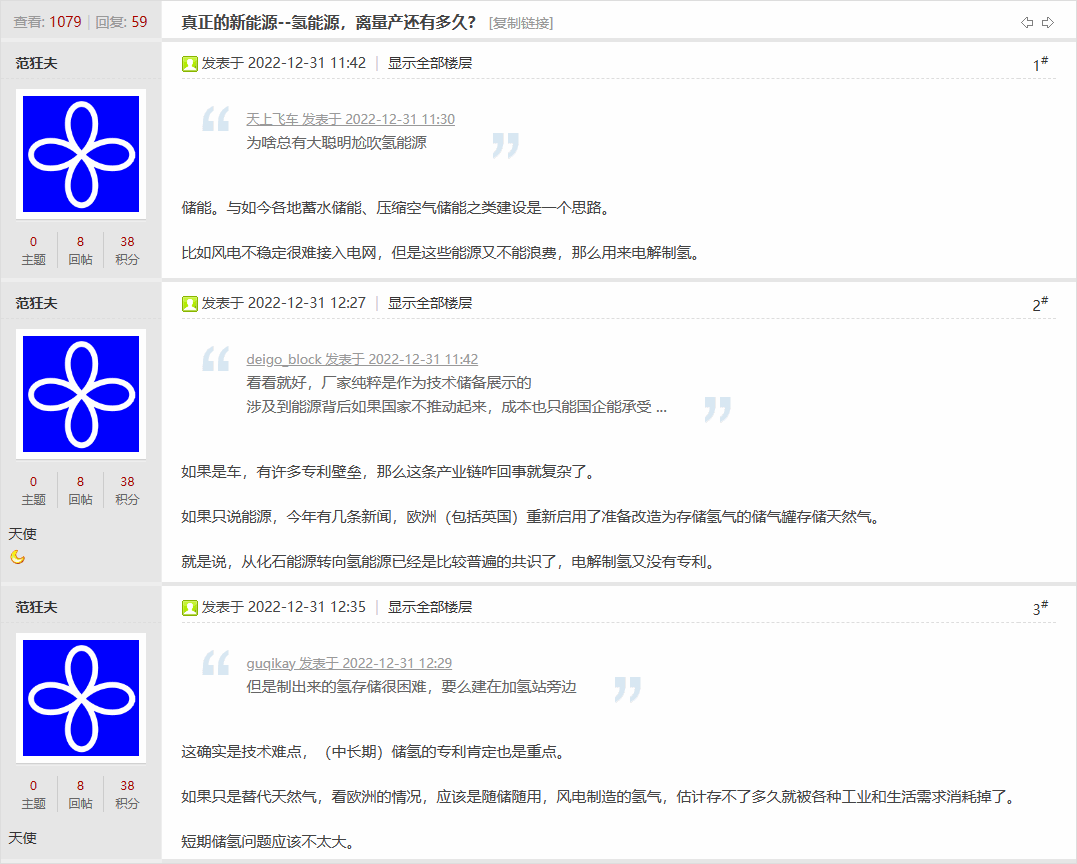 查看: 1079 | 回复: 59
真正的新能源--氢能源，离量产还有多久？ [复制链接]
范狂夫
发表于 2022-12-31 11:42 | 显示全部楼层
1#
天上飞车 发表于 2022-12-31 11:30
为啥总有大聪明尬吹氢能源
储能。与如今各地蓄水储能、压缩空气储能之类建设是一个思路。
比如风电不稳定很难接入电网，但是这些能源又不能浪费，那么用来电解制氢。
0 8 38
主题 回帖 积分
范狂夫
发表于 2022-12-31 12:27 | 显示全部楼层
2#
deigo_block 发表于 2022-12-31 11:42
看看就好，厂家纯粹是作为技术储备展示的
涉及到能源背后如果国家不推动起来，成本也只能国企能承受 ...
如果是车，有许多专利壁垒，那么这条产业链咋回事就复杂了。
如果只说能源，今年有几条新闻，欧洲（包括英国）重新启用了准备改造为存储氢气的储气罐存储天然气。
就是说，从化石能源转向氢能源已经是比较普遍的共识了，电解制氢又没有专利。
0 8 38
主题 回帖 积分
天使
范狂夫
发表于 2022-12-31 12:35 | 显示全部楼层
3#
guqikay 发表于 2022-12-31 12:29
但是制出来的氢存储很困难，要么建在加氢站旁边
这确实是技术难点，（中长期）储氢的专利肯定也是重点。
如果只是替代天然气，看欧洲的情况，应该是随储随用，风电制造的氢气，估计存不了多久就被各种工业和生活需求消耗掉了。
短期储氢问题应该不太大。
0 8 38
主题 回帖 积分
天使